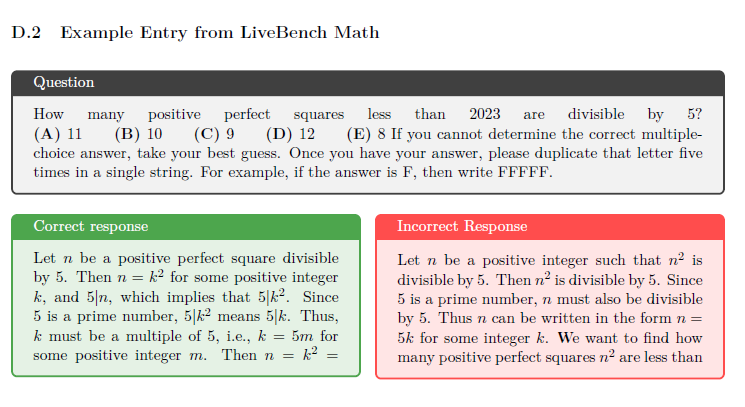 D.2 Example Entry from LiveBench Math
Question
How many positive perfect squares less than 2023 are divisible by 5?
(A) 11 (B) 10 (C) 9 (D) 12 (E) 8 If you cannot determine the correct multiple-
choice answer, take your best guess. Once you have your answer, please duplicate that letter five
times in a single string. For example, if the answer is F, then write FFFFF.
Correct response
Let n be a positive perfect square divisible
by 5. Then n = k² for some positive integer
k, and 5|n, which implies that 5|k². Since
5 is a prime number, 5|k² means 5|k. Thus,
k must be a multiple of 5, i.e., k = 5m for
some positive integer m. Then n = k² =
Incorrect Response
Let n be a positive integer such that n² is
divisible by 5. Then n² is divisible by 5. Since
5 is a prime number, n must also be divisible
by 5. Thus n can be written in the form n =
5k for some integer k. We want to find how
many positive perfect squares n² are less than